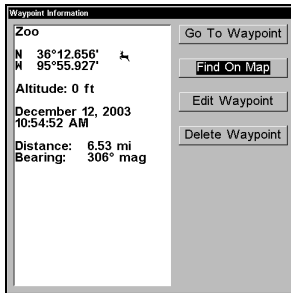 Waypoint Information
Zoo
N 36°12.656'
W 95°55.927'
Altitude: 0 ft
December 12, 2003
10:54:52 AM
Distance: 6.53 mi
Bearing: 306° mag
Go To Waypoint
Find On Map
Edit Waypoint
Delete Waypoint